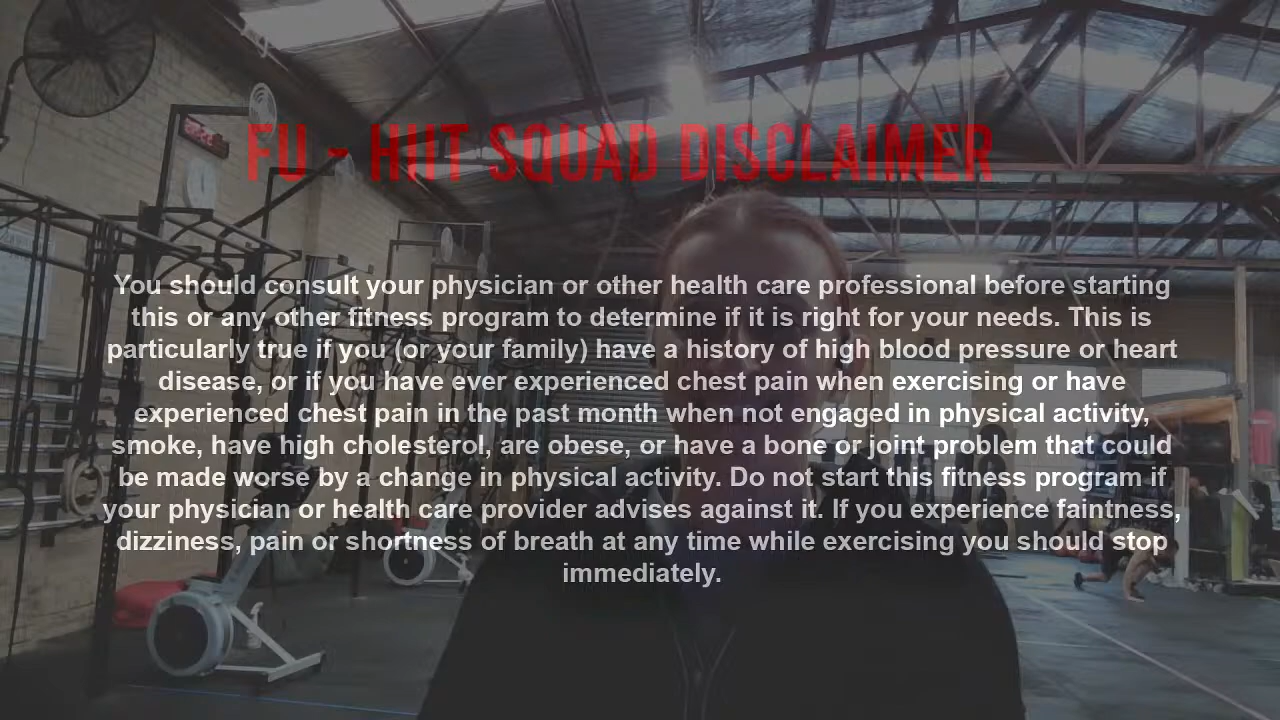 FU - HIIT SQUAD DISCLAIMER
You should consult your physician or other health care professional before starting
this or any other fitness program to determine if it is right for your needs. This is
particularly true if you (or your family) have a history of high blood pressure or heart
disease, or if you have ever experienced chest pain when exercising or have
experienced chest pain in the past month when not engaged in physical activity,
smoke, have high cholesterol, are obese, or have a bone or joint problem that could
be made worse by a change in physical activity. Do not start this fitness program if
your physician or health care provider advises against it. If you experience faintness,
dizziness, pain or shortness of breath at any time while exercising you should stop
immediately.